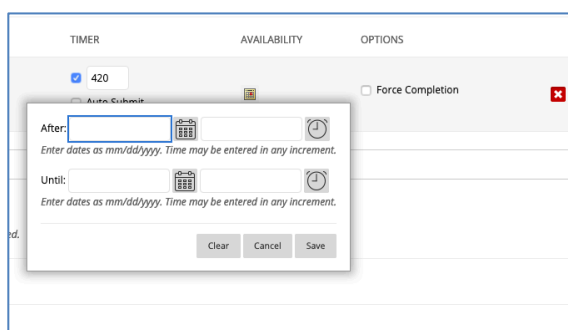 TIMER AVAILABILITY OPTIONS
420
Auto Submit
Force Completion
After:
Enter dates as mm/dd/yyyy. Time may be entered in any increment.
Until:
Enter dates as mm/dd/yyyy. Time may be entered in any increment.
ed.
Clear Cancel Save